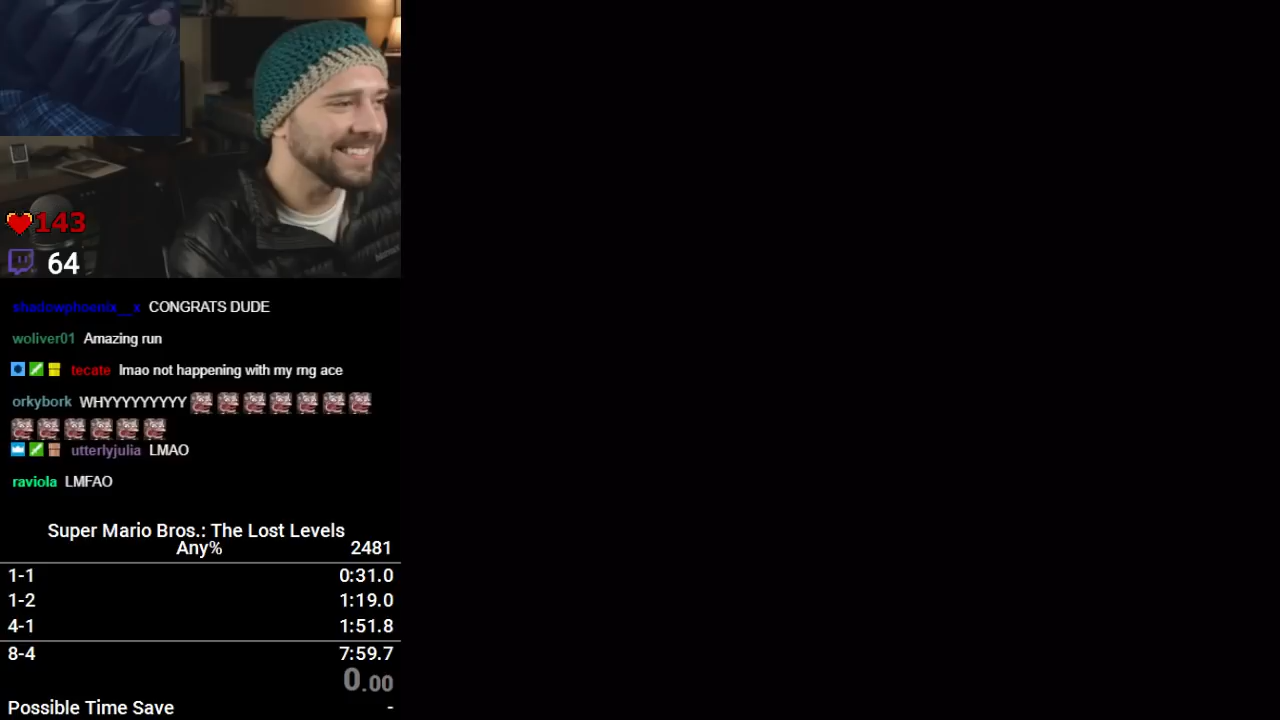 143
64
shadowphoenix__x CONGRATS DUDE
woliver01 Amazing run
tecate lmao not happening with my rng ace
orkybork WHYYYYYYYYY
utterlyjulia LMAO
raviola LMFAO
Super Mario Bros.: The Lost Levels
Any% 2481
1-1 0:31.0
1-2 1:19.0
4-1 1:51.8
8-4 7:59.7
0.00
Possible Time Save -